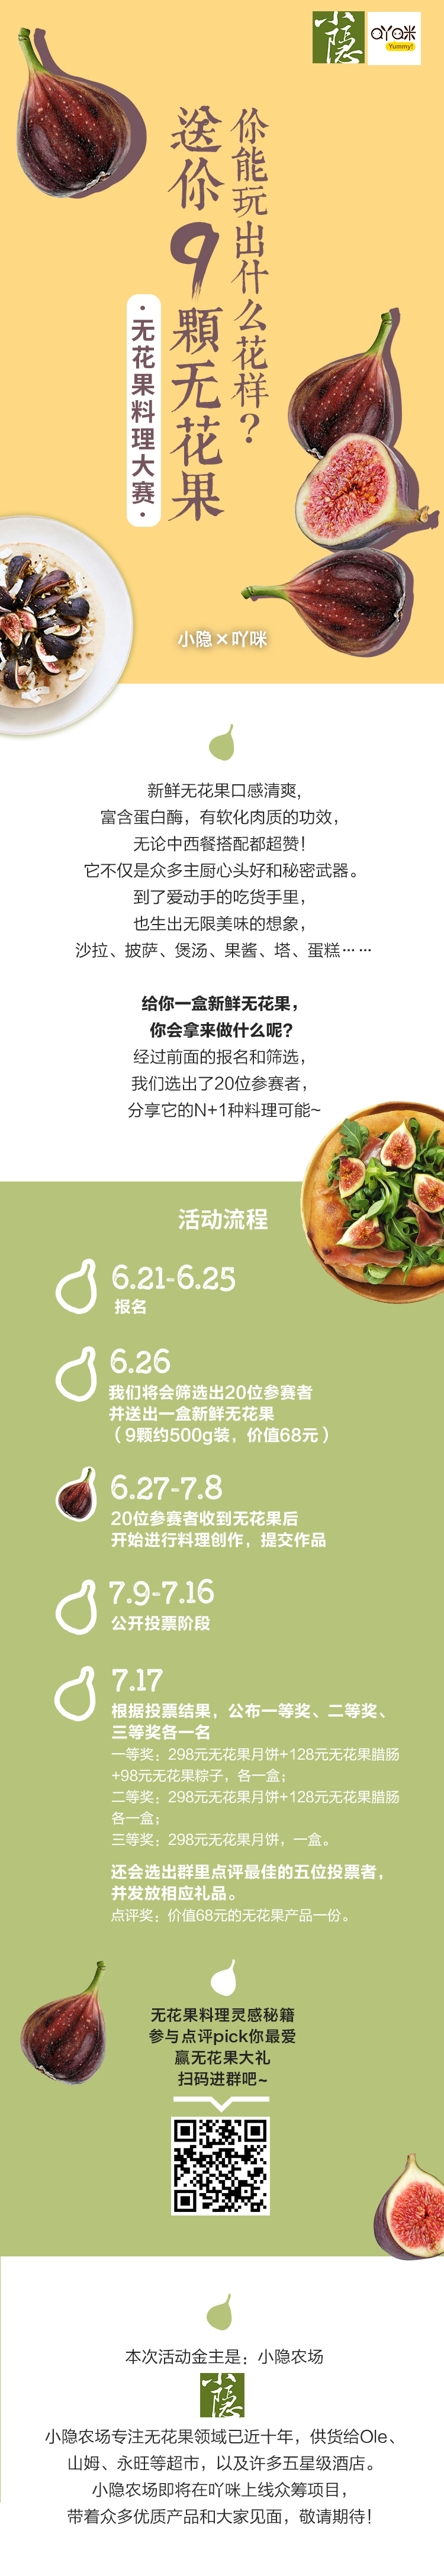 小隐
吖咪
Yummy!
你能玩出什么花样？
送你9顆无花果
·无花果料理大赛·
小隐×吖咪
新鲜无花果口感清爽，
富含蛋白酶，有软化肉质的功效，
无论中西餐搭配都超赞！
它不仅是众多主厨心头好和秘密武器。
到了爱动手的吃货手里，
也生出无限美味的想象，
沙拉、披萨、煲汤、果酱、塔、蛋糕……
给你一盒新鲜无花果，
你会拿来做什么呢？
经过前面的报名和筛选，
我们选出了20位参赛者，
分享它的N+1种料理可能~
活动流程
6.21-6.25
报名
6.26
我们将会筛选出20位参赛者
并送出一盒新鲜无花果
（9颗约500g装，价值68元）
6.27-7.8
20位参赛者收到无花果后
开始进行料理创作，提交作品
7.9-7.16
公开投票阶段
7.17
根据投票结果，公布一等奖、二等奖、
三等奖各一名
一等奖：298元无花果月饼+128元无花果腊肠
+98元无花果粽子，各一盒；
二等奖：298元无花果月饼+128元无花果腊肠
各一盒；
三等奖：298元无花果月饼，一盒。
还会选出群里点评最佳的五位投票者，
并发放相应礼品。
点评奖：价值68元的无花果产品一份。
无花果料理灵感秘籍
参与点评pick你最爱
赢无花果大礼
扫码进群吧~
本次活动金主是：小隐农场
小隐
小隐农场专注无花果领域已近十年，供货给Ole、
山姆、永旺等超市，以及许多五星级酒店。
小隐农场即将在吖咪上线众筹项目，
带着众多优质产品和大家见面，敬请期待！